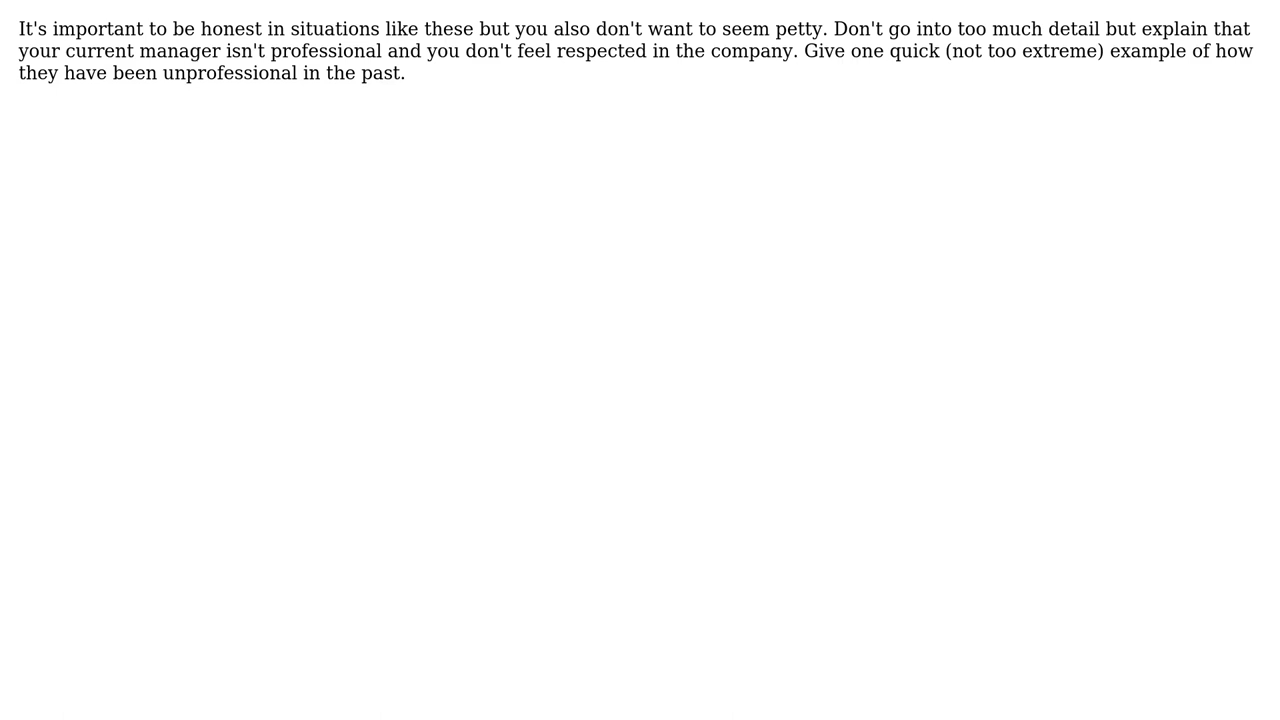 It's important to be honest in situations like these but you also don't want to seem petty. Don't go into too much detail but explain that
your current manager isn't professional and you don't feel respected in the company. Give one quick (not too extreme) example of how
they have been unprofessional in the past.